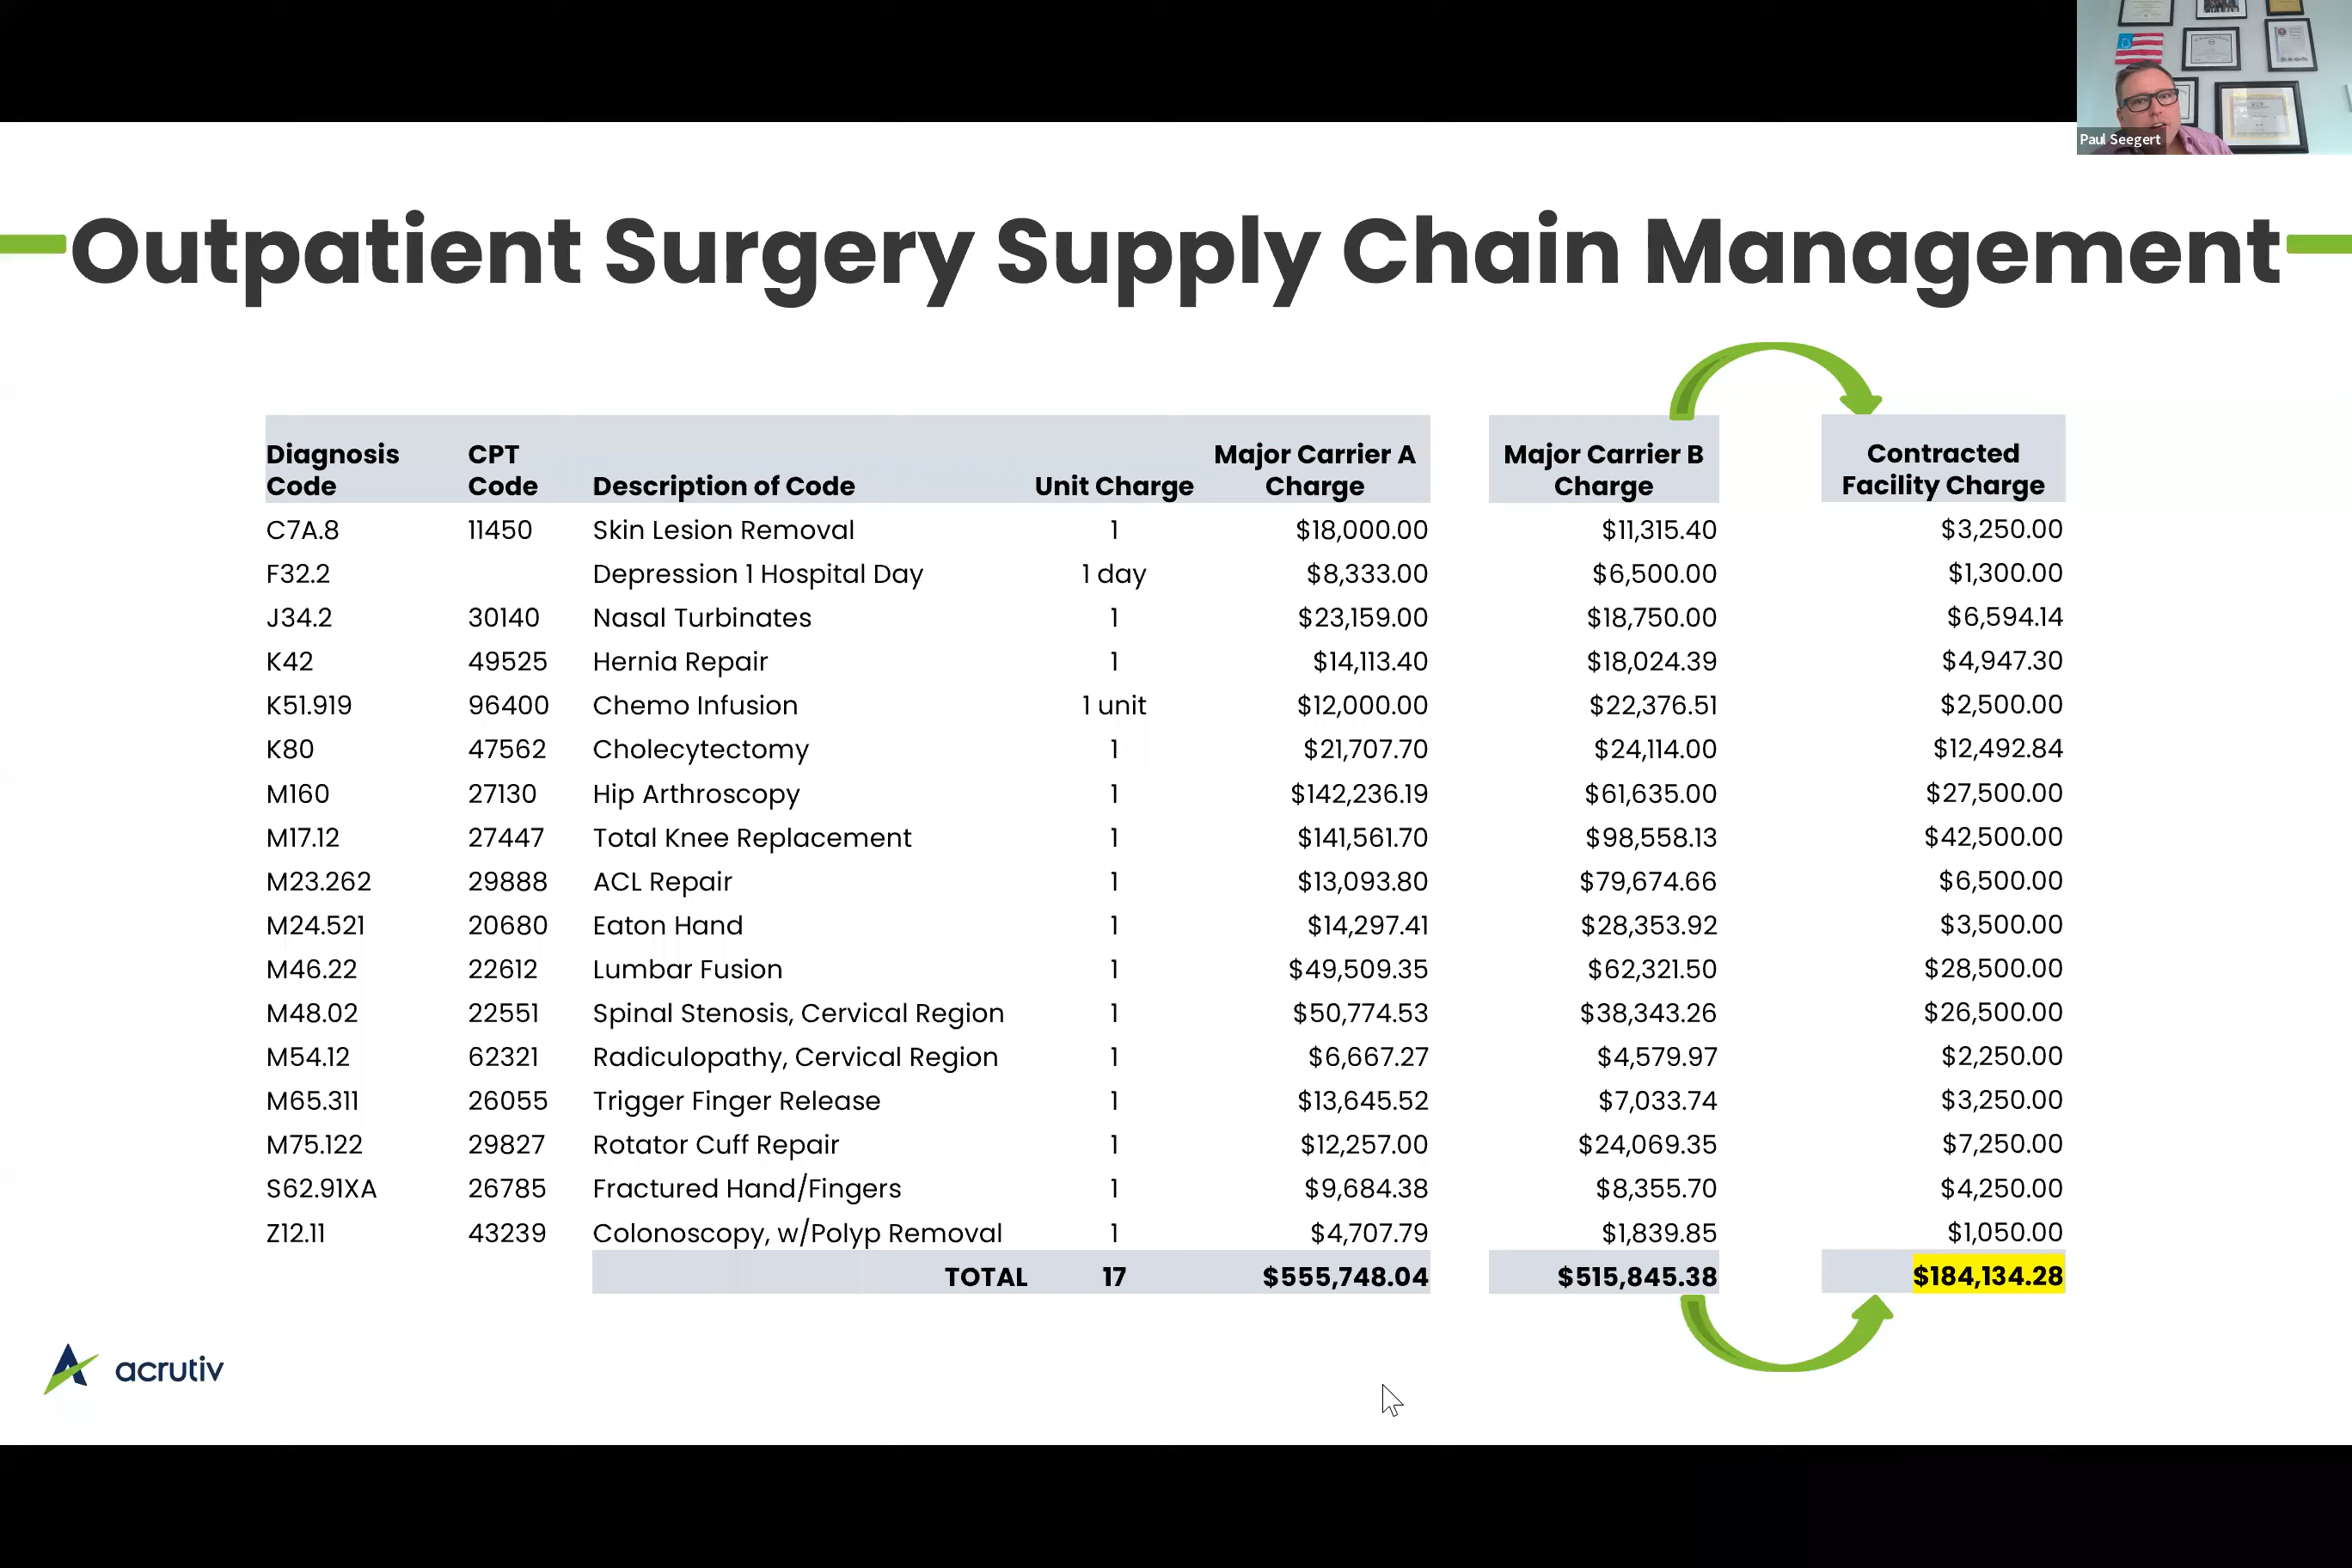 Paul Seegert
Outpatient Surgery Supply Chain Management
Diagnosis Code CPT Code Description of Code Unit Charge Major Carrier A Charge Major Carrier B Charge Contracted Facility Charge
C7A.8 11450 Skin Lesion Removal 1 $18,000.00 $11,315.40 $3,250.00
F32.2 Depression 1 Hospital Day 1 day $8,333.00 $6,500.00 $1,300.00
J34.2 30140 Nasal Turbinates 1 $23,159.00 $18,750.00 $6,594.14
K42 49525 Hernia Repair 1 $14,113.40 $18,024.39 $4,947.30
K51.919 96400 Chemo Infusion 1 unit $12,000.00 $22,376.51 $2,500.00
K80 47562 Cholecytectomy 1 $21,707.70 $24,114.00 $12,492.84
M160 27130 Hip Arthroscopy 1 $142,236.19 $61,635.00 $27,500.00
M17.12 27447 Total Knee Replacement 1 $141,561.70 $98,558.13 $42,500.00
M23.262 29888 ACL Repair 1 $13,093.80 $79,674.66 $6,500.00
M24.521 20680 Eaton Hand 1 $14,297.41 $28,353.92 $3,500.00
M46.22 22612 Lumbar Fusion 1 $49,509.35 $62,321.50 $28,500.00
M48.02 22551 Spinal Stenosis, Cervical Region 1 $50,774.53 $38,343.26 $26,500.00
M54.12 62321 Radiculopathy, Cervical Region 1 $6,667.27 $4,579.97 $2,250.00
M65.311 26055 Trigger Finger Release 1 $13,645.52 $7,033.74 $3,250.00
M75.122 29827 Rotator Cuff Repair 1 $12,257.00 $24,069.35 $7,250.00
S62.91XA 26785 Fractured Hand/Fingers 1 $9,684.38 $8,355.70 $4,250.00
Z12.11 43239 Colonoscopy, w/Polyp Removal 1 $4,707.79 $1,839.85 $1,050.00
TOTAL 17 $555,748.04 $515,845.38 $184,134.28
acrutiv